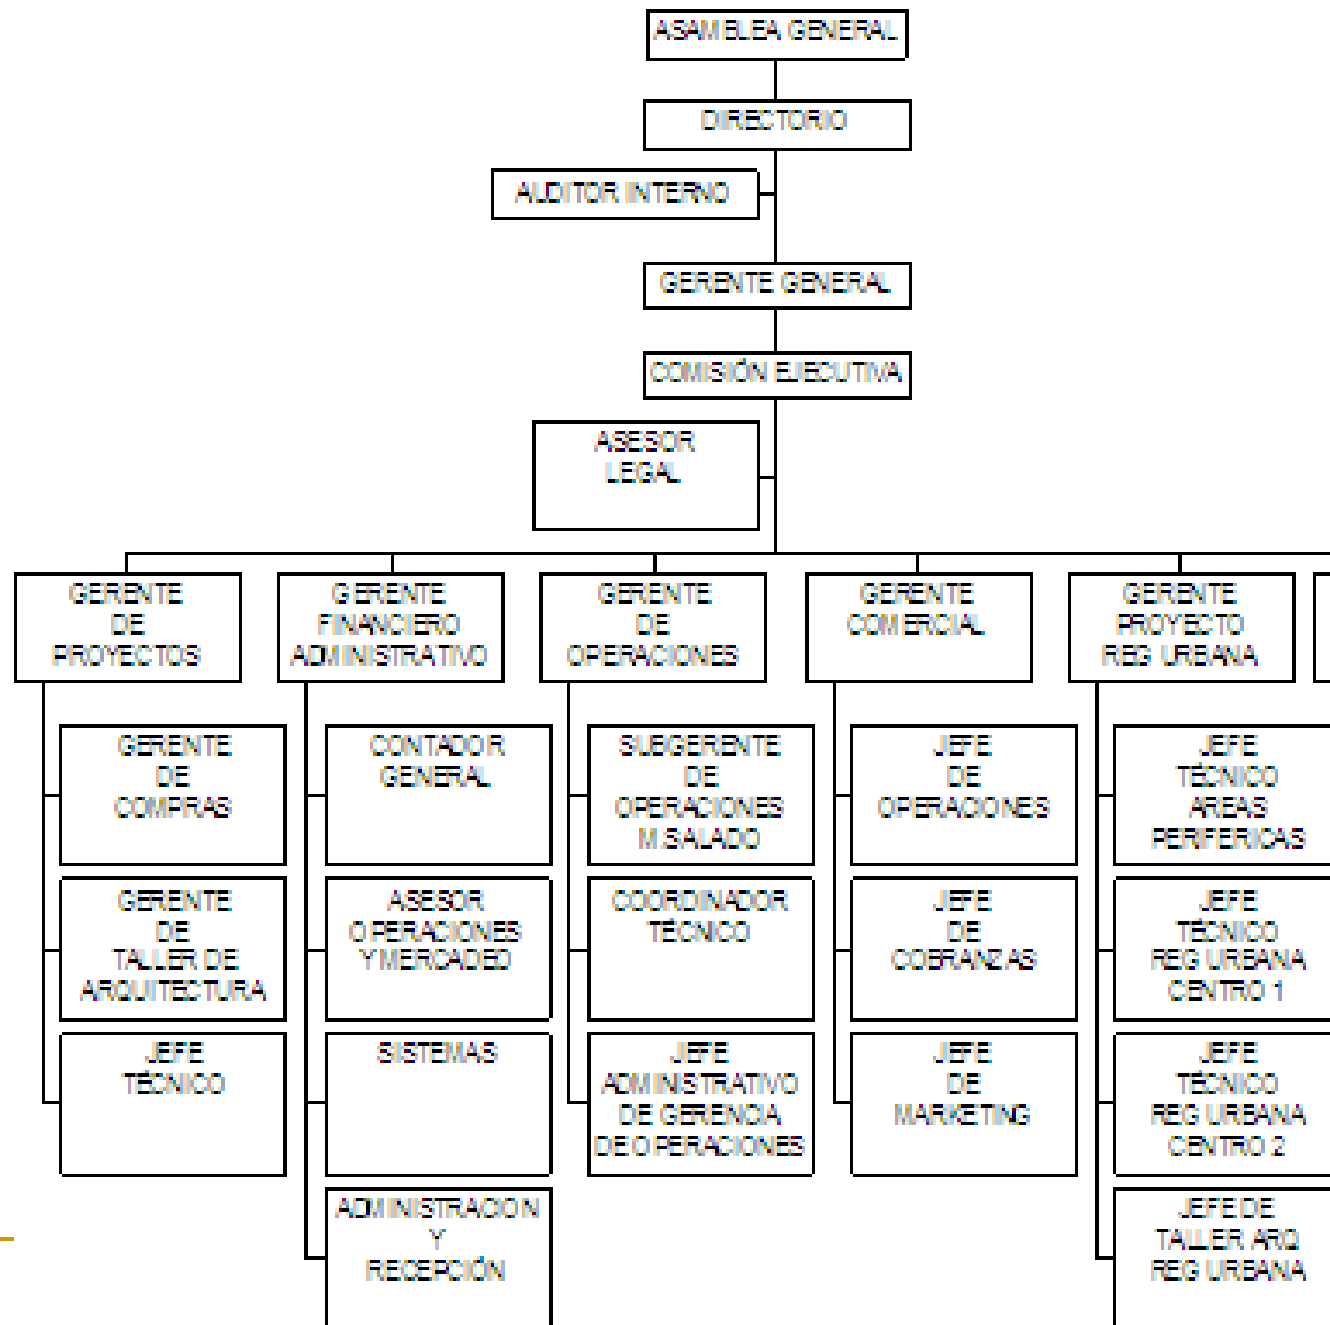 ASAMBLEA GENERAL
DIRECTORIO
AUDITOR INTERNO
GERENTE GENERAL
COMISIÓN EJECUTIVA
ASESOR
LEGAL
GERENTE
DE
PROYECTOS
GERENTE
FINANCIERO
ADMINISTRATIVO
GERENTE
DE
OPERACIONES
GERENTE
COMERCIAL
GERENTE
PROYECTO
REG URBANA
GERENTE
DE
COMPRAS
GERENTE
DE
TALLER DE
ARQUITECTURA
JEFE
TÉCNICO
CONTADOR
GENERAL
ASESOR
OPERACIONES
Y MERCADEO
SISTEMAS
ADMINISTRACION
Y
RECEPCIÓN
SUBGERENTE
DE
OPERACIONES
M.SALADO
COORDINADOR
TÉCNICO
JEFE
ADMINISTRATIVO
DE GERENCIA
DE OPERACIONES
JEFE
DE
OPERACIONES
JEFE
DE
COBRANZAS
JEFE
DE
MARKETING
JEFE
TÉCNICO
AREAS
PERIFERICAS
JEFE
TÉCNICO
REG URBANA
CENTRO 1
JEFE
TÉCNICO
REG URBANA
CENTRO 2
JEFE DE
TALLER ARQ
REG URBANA